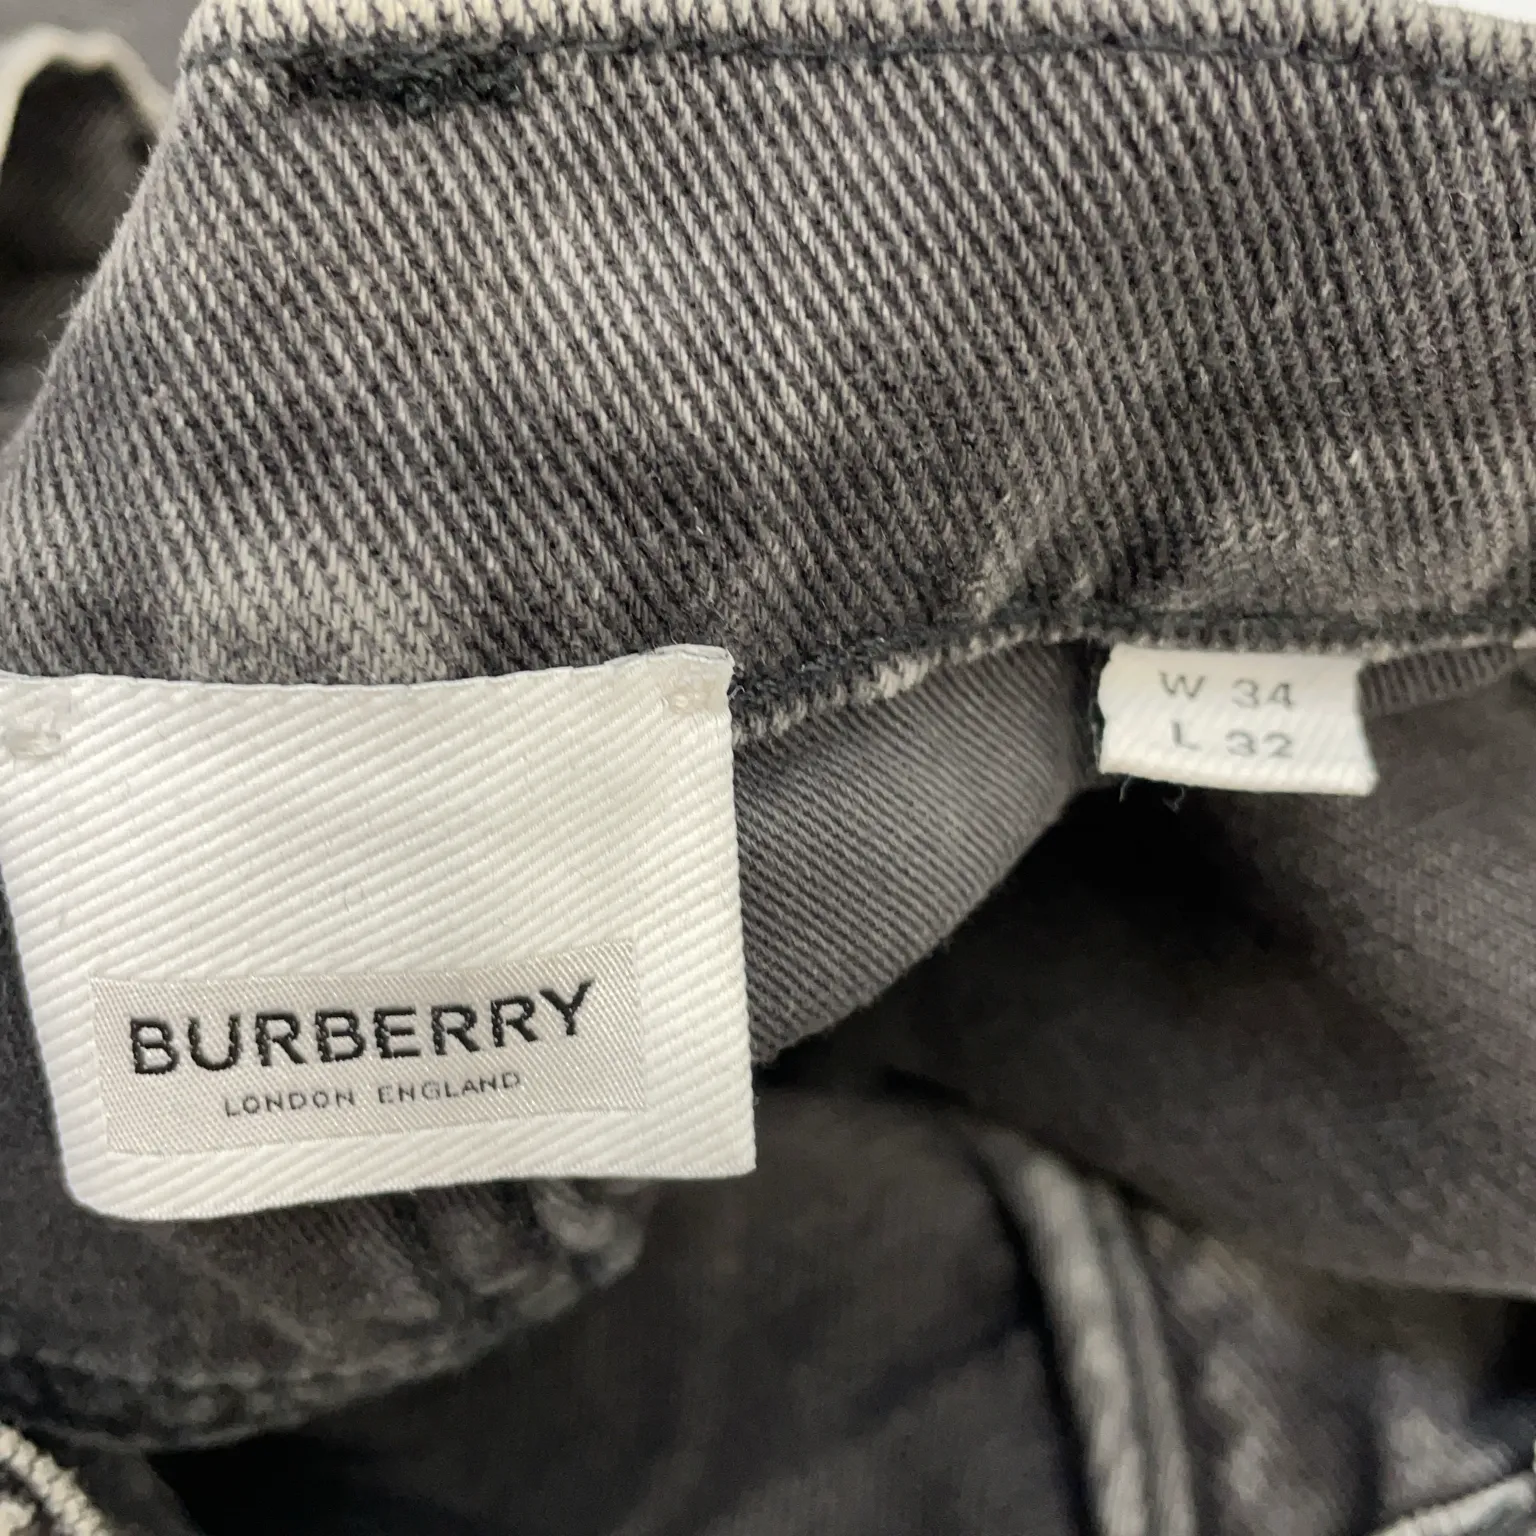 W 34
L 32
BURBERRY
LONDON ENGLAND